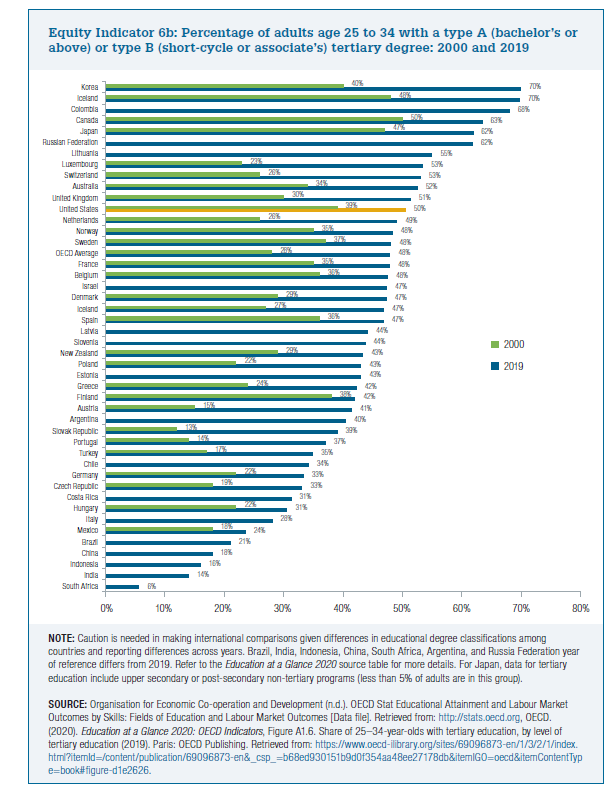 Equity Indicator 6b: Percentage of adults age 25 to 34 with a type A (bachelor's or
above) or type B (short-cycle or associate's) tertiary degree: 2000 and 2019
Korea 40% 70%
Iceland 48% 70%
Colombia 68%
Canada 50% 63%
Japan 47% 62%
Russian Federation 62%
Lithuania 55%
Luxembourg 23% 53%
Switzerland 26% 53%
Australia 34% 52%
United Kingdom 30% 51%
United States 39% 50%
Netherlands 26% 49%
Norway 35% 48%
Sweden 37% 48%
OECD Average 28% 48%
France 35% 48%
Belgium 36% 48%
Israel 47%
Denmark 29% 47%
Iceland 27% 47%
Spain 36% 47%
Latvia 44%
Slovenia 44%
New Zealand 29% 43%
Poland 22% 43%
Estonia 43%
Greece 24% 42%
Finland 38% 42%
Austria 15% 41%
Argentina 40%
Slovak Republic 13% 39%
Portugal 14% 37%
Turkey 17% 35%
Chile 34%
Germany 22% 33%
Czech Republic 19% 33%
Costa Rica 31%
Hungary 22% 31%
Italy 28%
Mexico 18% 24%
Brazil 21%
China 18%
Indonesia 16%
India 14%
South Africa 6%
2000
2019
0% 10% 20% 30% 40% 50% 60% 70% 80%
NOTE: Caution is needed in making international comparisons given differences in educational degree classifications among
countries and reporting differences across years. Brazil, India, Indonesia, China, South Africa, Argentina, and Russia Federation year
of reference differs from 2019. Refer to the Education at a Glance 2020 source table for more details. For Japan, data for tertiary
education include upper secondary or post-secondary non-tertiary programs (less than 5% of adults are in this group).
SOURCE: Organisation for Economic Co-operation and Development (n.d.). OECD Stat Educational Attainment and Labour Market
Outcomes by Skills: Fields of Education and Labour Market Outcomes [Data file]. Retrieved from: http://stats.oecd.org, OECD.
(2020). Education at a Glance 2020: OECD Indicators, Figure A1.6. Share of 25–34-year-olds with tertiary education, by level of
tertiary education (2019). Paris: OECD Publishing. Retrieved from: https://www.oecd-ilibrary.org/sites/69096873-en/1/3/2/1/index.
html?itemId=/content/publication/69096873-en&_csp_=b68ed930151b9d0f354aa48ee27178db&itemIGO=oecd&itemContentTyp
e=book#figure-d1e2626.